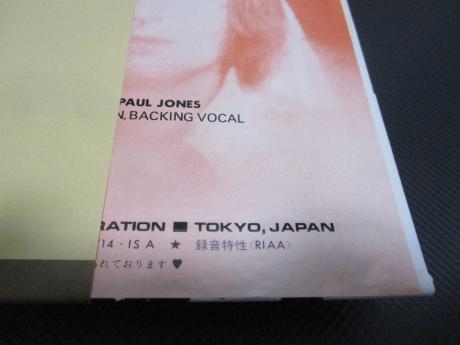 PAUL JONES
N, BACKING VOCAL
RATION ■ TOKYO, JAPAN
14・IS A ★ 録音特性〈RIAA〉
れております♥